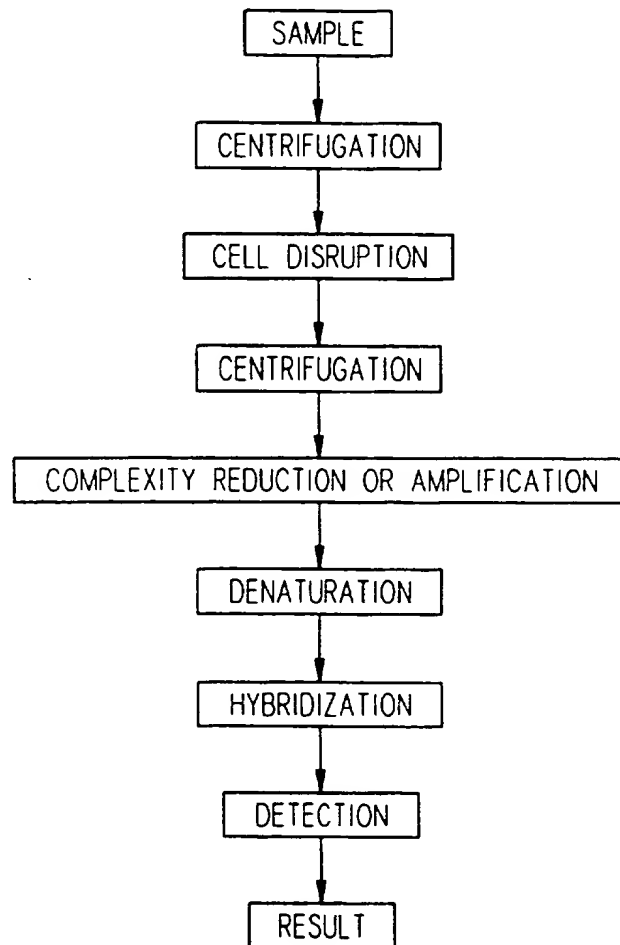 SAMPLE
CENTRIFUGATION
CELL DISRUPTION
CENTRIFUGATION
COMPLEXITY REDUCTION OR AMPLIFICATION
DENATURATION
HYBRIDIZATION
DETECTION
RESULT